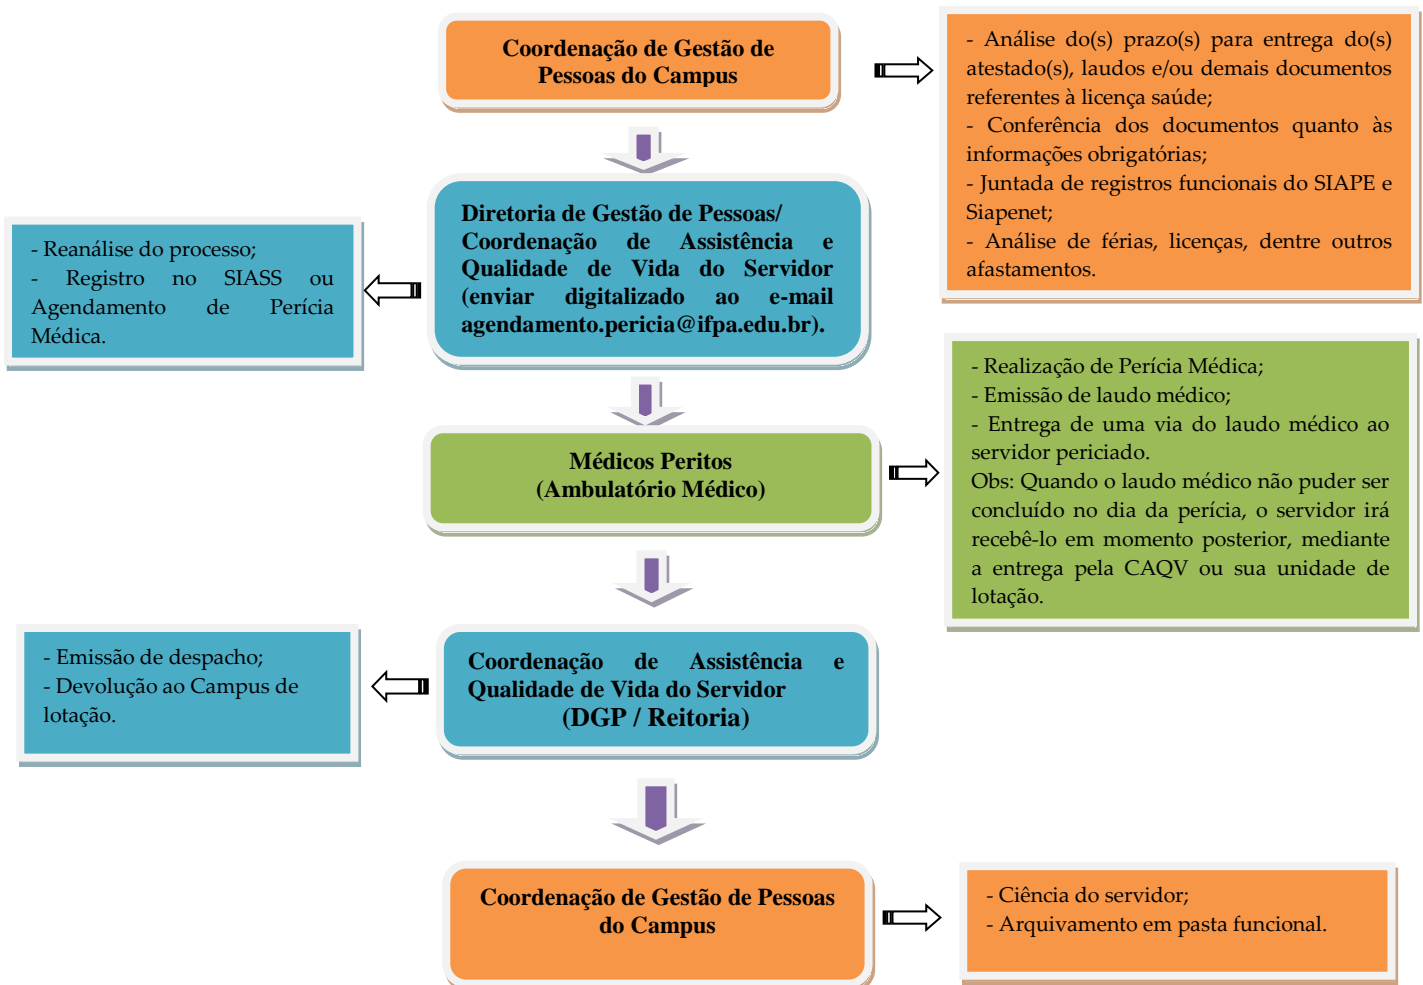 Coordenação de Gestão de
Pessoas do Campus
- Análise do(s) prazo(s) para entrega do(s)
atestado(s), laudos e/ou demais documentos
referentes à licença saúde;
- Conferência dos documentos quanto às
informações obrigatórias;
- Juntada de registros funcionais do SIAPE e
Siapenet;
- Análise de férias, licenças, dentre outros
afastamentos.
Diretoria de Gestão de Pessoas/
Coordenação de Assistência e
Qualidade de Vida do Servidor
(enviar digitalizado ao e-mail
agendamento.pericia@ifpa.edu.br).
- Reanálise do processo;
- Registro no SIASS ou
Agendamento de Perícia
Médica.
Médicos Peritos
(Ambulatório Médico)
- Realização de Perícia Médica;
- Emissão de laudo médico;
- Entrega de uma via do laudo médico ao
servidor periciado.
Obs: Quando o laudo médico não puder ser
concluído no dia da perícia, o servidor irá
recebê-lo em momento posterior, mediante
a entrega pela CAQV ou sua unidade de
lotação.
Coordenação de Assistência e
Qualidade de Vida do Servidor
(DGP / Reitoria)
- Emissão de despacho;
- Devolução ao Campus de
lotação.
Coordenação de Gestão de Pessoas
do Campus
- Ciência do servidor;
- Arquivamento em pasta funcional.